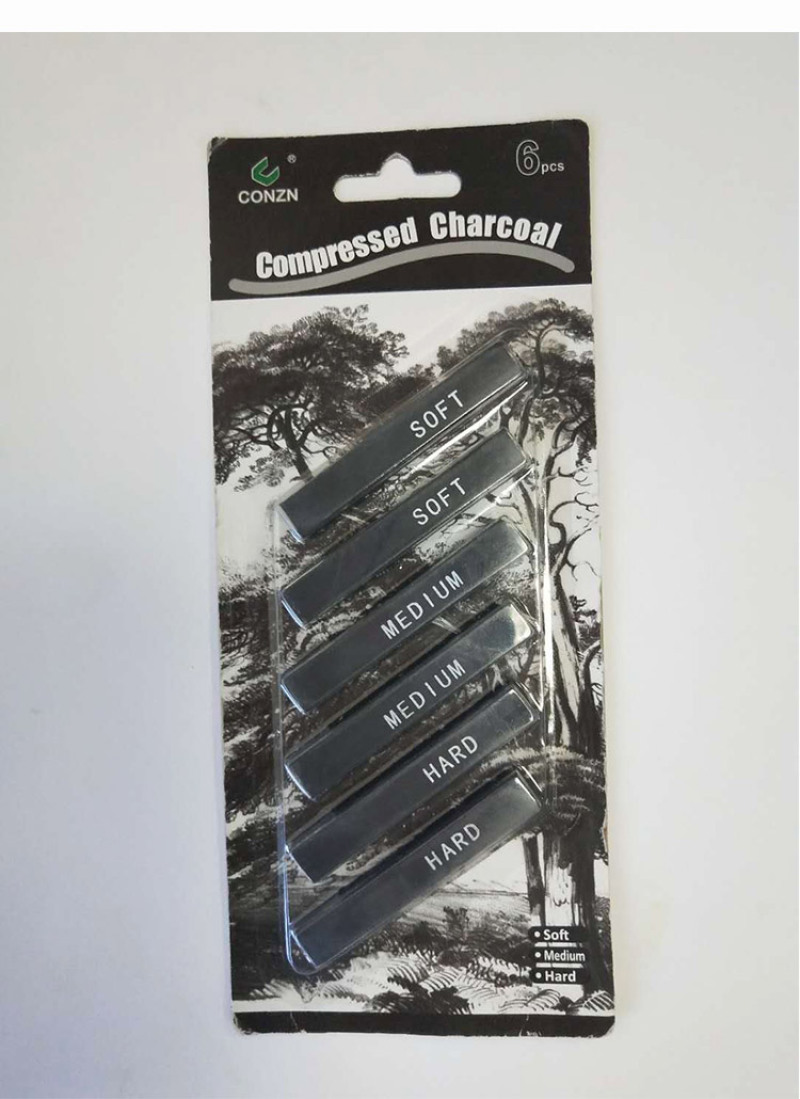 ®
CONZN
6pcs
Compressed Charcoal
SOFT
SOFT
MEDIUM
MEDIUM
HARD
HARD
• Soft
• Medium
• Hard